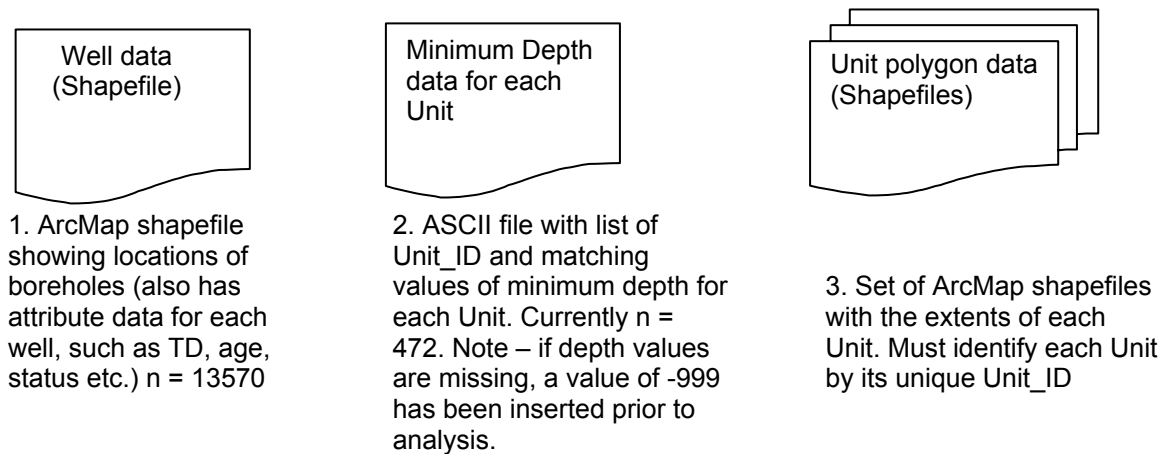 Well data
(Shapefile)
Minimum Depth
data for each
Unit
Unit polygon data
(Shapefiles)
1. ArcMap shapefile
showing locations of
boreholes (also has
attribute data for each
well, such as TD, age,
status etc.) n = 13570
2. ASCII file with list of
Unit_ID and matching
values of minimum depth for
each Unit. Currently n =
472. Note – if depth values
are missing, a value of -999
has been inserted prior to
analysis.
3. Set of ArcMap shapefiles
with the extents of each
Unit. Must identify each Unit
by its unique Unit_ID